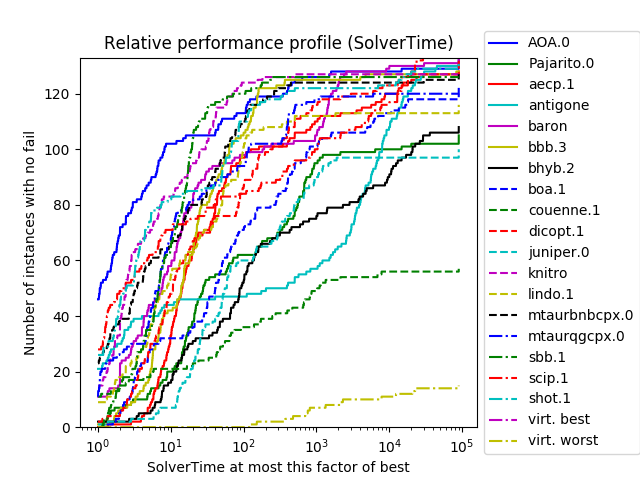 Relative performance profile (SolverTime)
Number of instances with no fail
120
100
80
60
40
20
0
10^0
10^1
10^2
10^3
10^4
10^5
SolverTime at most this factor of best
AOA.0
Pajarito.0
aecp.1
antigone
baron
bbb.3
bhyb.2
boa.1
couenne.1
dicopt.1
juniper.0
knitro
lindo.1
mtaurbnbcpx.0
mtaurqgcpx.0
sbb.1
scip.1
shot.1
virt. best
virt. worst